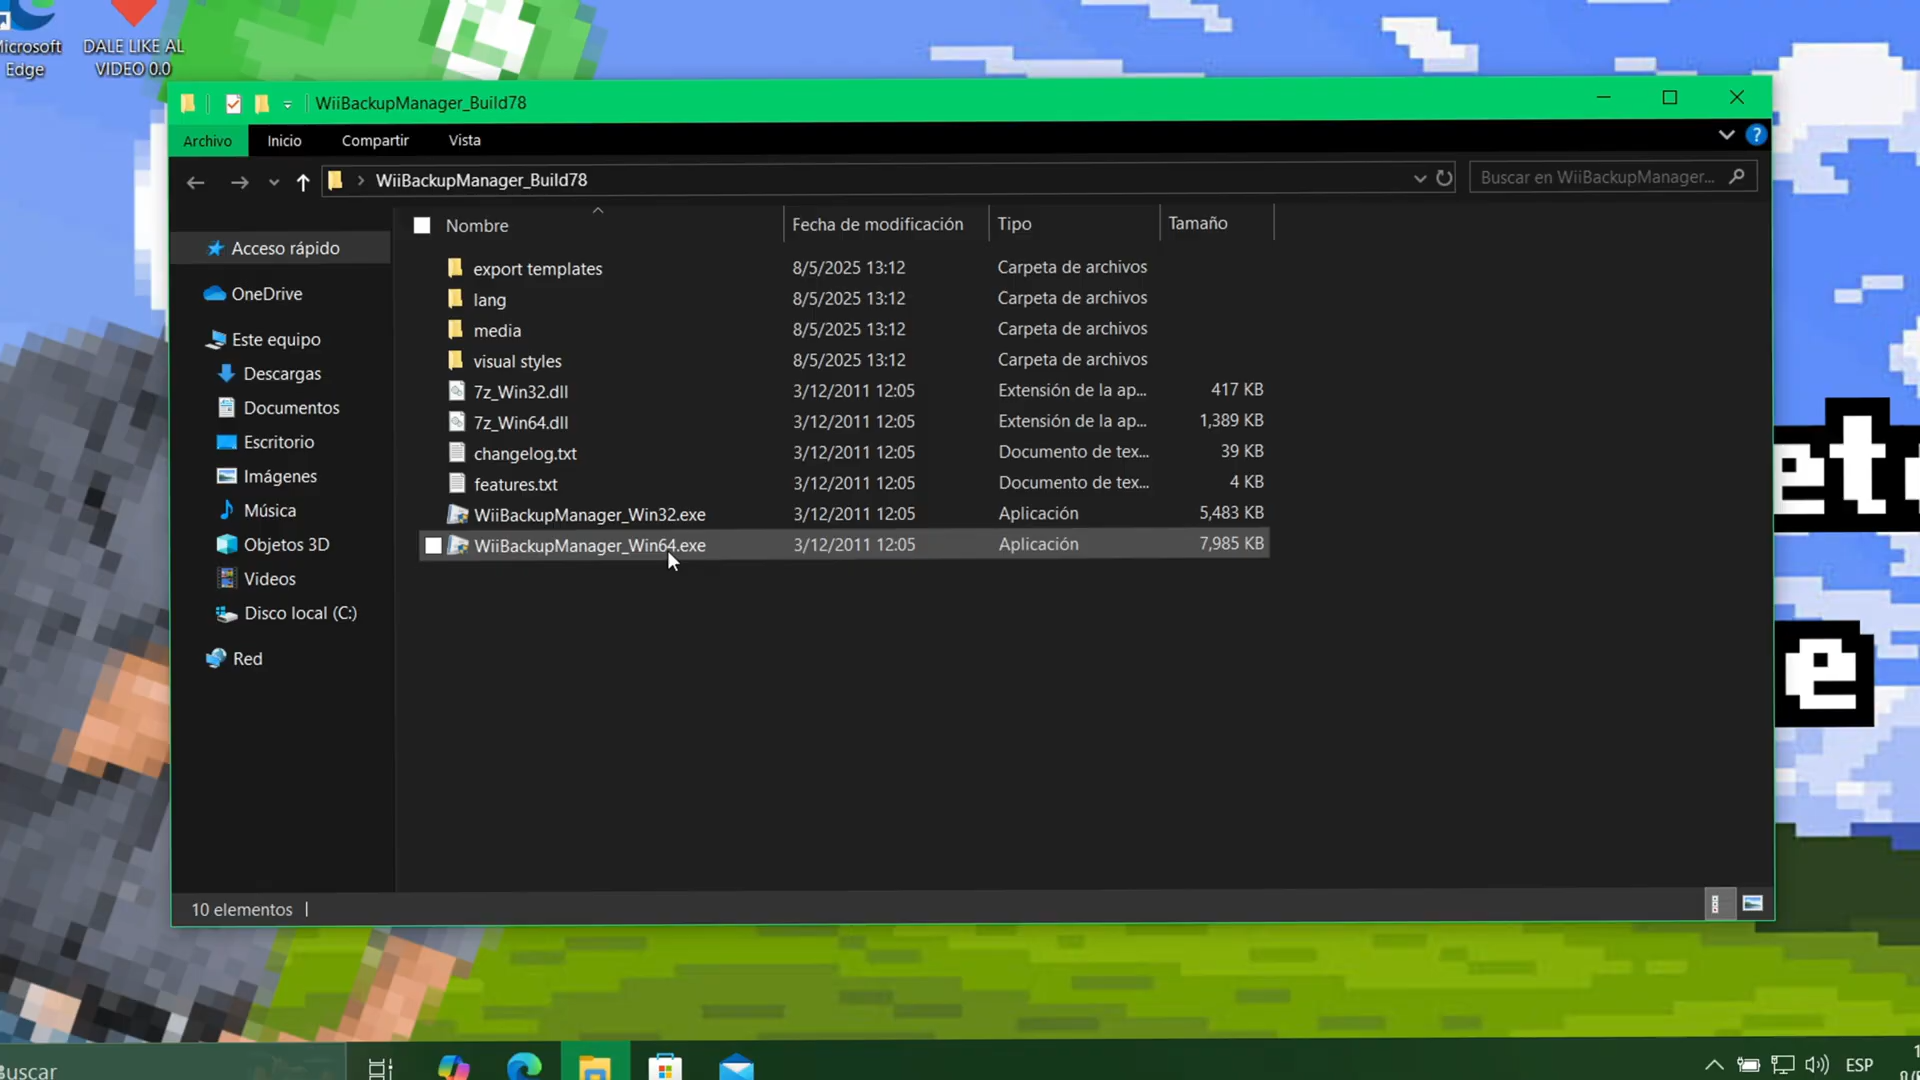 Microsoft
Edge
DALE LIKE AL
VIDEO 0.0
WiiBackupManager_Build78
Archivo Inicio Compartir Vista
WiiBackupManager_Build78
Buscar en WiiBackupManager...
Nombre Fecha de modificación Tipo Tamaño
export templates 8/5/2025 13:12 Carpeta de archivos
lang 8/5/2025 13:12 Carpeta de archivos
media 8/5/2025 13:12 Carpeta de archivos
visual styles 8/5/2025 13:12 Carpeta de archivos
7z_Win32.dll 3/12/2011 12:05 Extensión de la ap... 417 KB
7z_Win64.dll 3/12/2011 12:05 Extensión de la ap... 1,389 KB
changelog.txt 3/12/2011 12:05 Documento de tex... 39 KB
features.txt 3/12/2011 12:05 Documento de tex... 4 KB
WiiBackupManager_Win32.exe 3/12/2011 12:05 Aplicación 5,483 KB
WiiBackupManager_Win64.exe 3/12/2011 12:05 Aplicación 7,985 KB
Acceso rápido
OneDrive
Este equipo
Descargas
Documentos
Escritorio
Imágenes
Música
Objetos 3D
Videos
Disco local (C:)
Red
10 elementos
e
Buscar
ESP